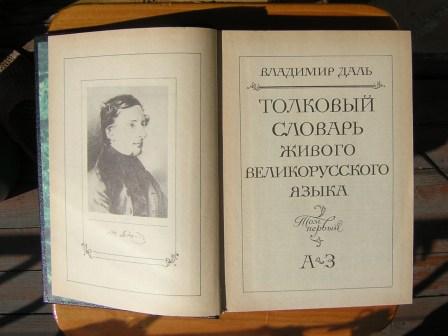 ВЛАДИМИР ДАЛЬ
ТОЛКОВЫЙ
СЛОВАРЬ
ЖИВОГО
ВЕЛИКОРУССКОГО
ЯЗЫКА
Том
первый
А~З